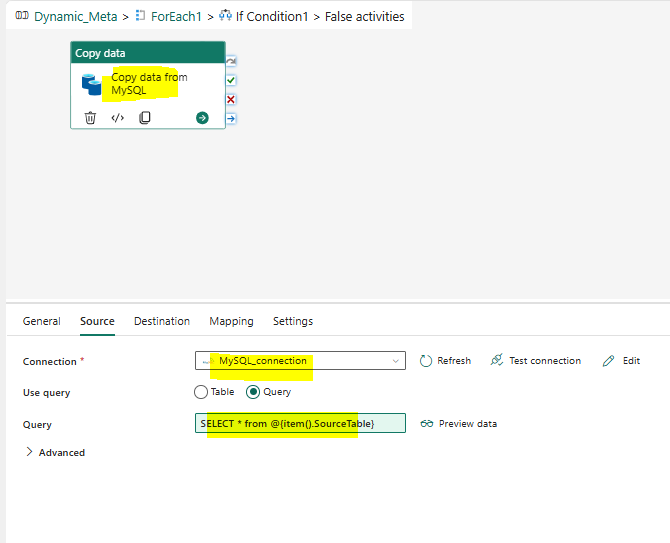 Dynamic_Meta > ForEach1 > If Condition1 > False activities
Copy data
Copy data from
MySQL
General Source Destination Mapping Settings
Connection * MySQL_connection Refresh Test connection Edit
Use query Table Query
Query SELECT * from @{item().SourceTable} Preview data
> Advanced